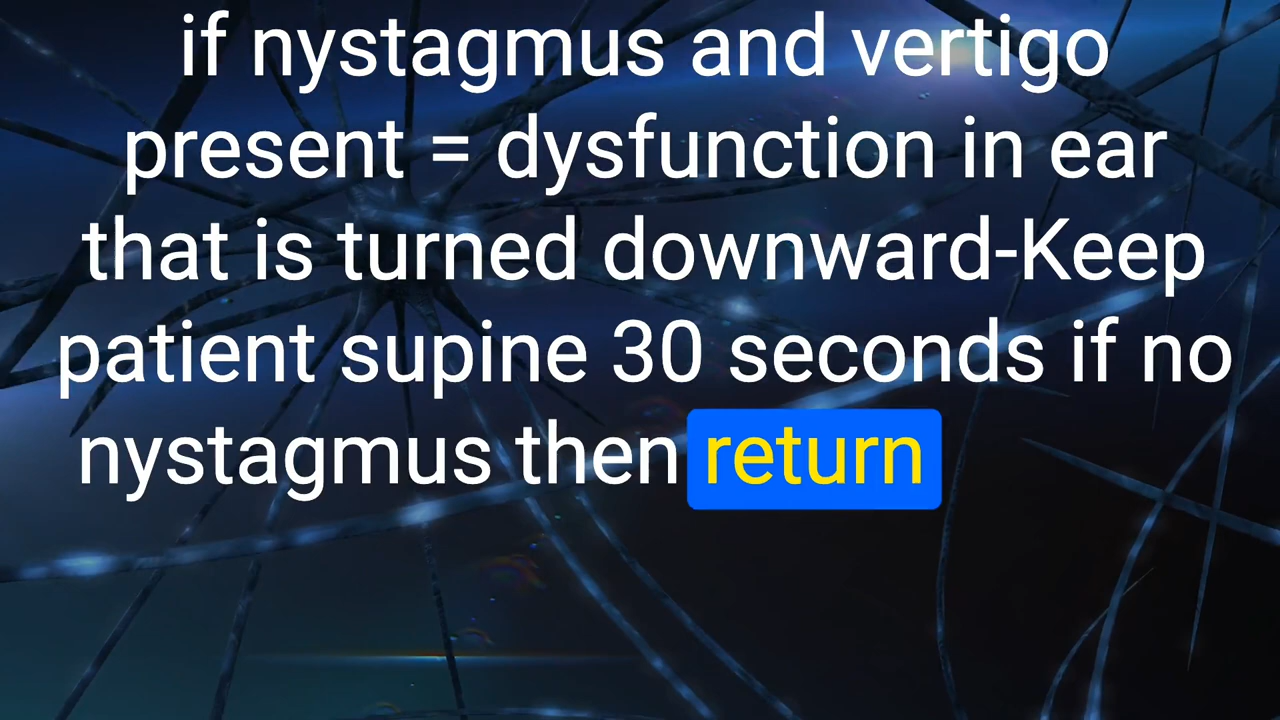 if nystagmus and vertigo
present = dysfunction in ear
that is turned downward-Keep
patient supine 30 seconds if no
nystagmus then return